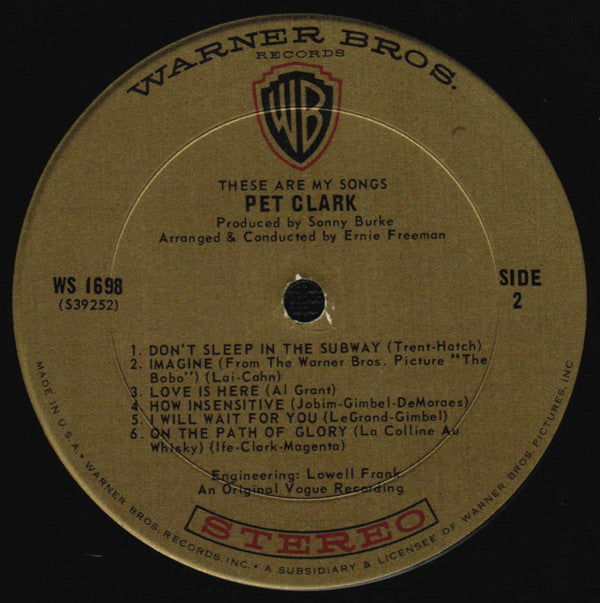 WARNER BROS.
RECORDS
WB
THESE ARE MY SONGS
PET CLARK
Produced by Sonny Burke
Arranged & Conducted by Ernie Freeman
WS 1698
(S39252)
SIDE
2
1. DON'T SLEEP IN THE SUBWAY (Trent-Hatch)
2. IMAGINE (From The Warner Bros. Picture "The
Bobo") (Lai-Cahn)
3. LOVE IS HERE (Al Grant)
4. HOW INSENSITIVE (Jobim-Gimbel-DeMoraes)
5. I WILL WAIT FOR YOU (LeGrand-Gimbel)
6. ON THE PATH OF GLORY (La Colline Au
Whisky) (Ife-Clark-Magenta)
Engineering: Lowell Frank
An Original Vogue Recording
STEREO
MADE IN U.S.A. • WARNER BROS. RECORDS, INC. • A SUBSIDIARY & LICENSEE OF WARNER BROS. PICTURES, INC.